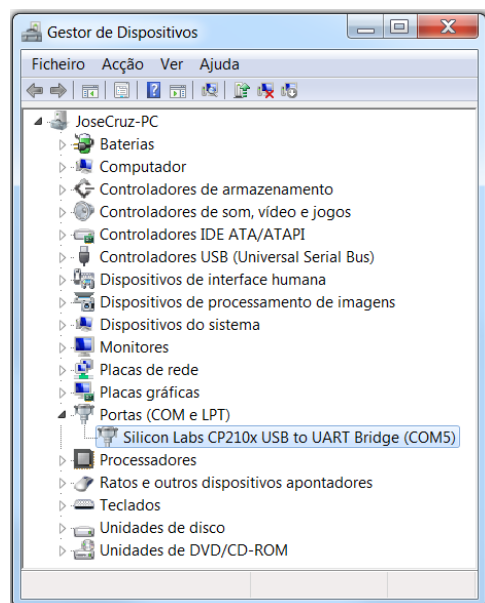 Gestor de Dispositivos
Ficheiro Acção Ver Ajuda
JoseCruz-PC
Baterias
Computador
Controladores de armazenamento
Controladores de som, vídeo e jogos
Controladores IDE ATA/ATAPI
Controladores USB (Universal Serial Bus)
Dispositivos de interface humana
Dispositivos de processamento de imagens
Dispositivos do sistema
Monitores
Placas de rede
Placas gráficas
Portas (COM e LPT)
Silicon Labs CP210x USB to UART Bridge (COM5)
Processadores
Ratos e outros dispositivos apontadores
Teclados
Unidades de disco
Unidades de DVD/CD-ROM